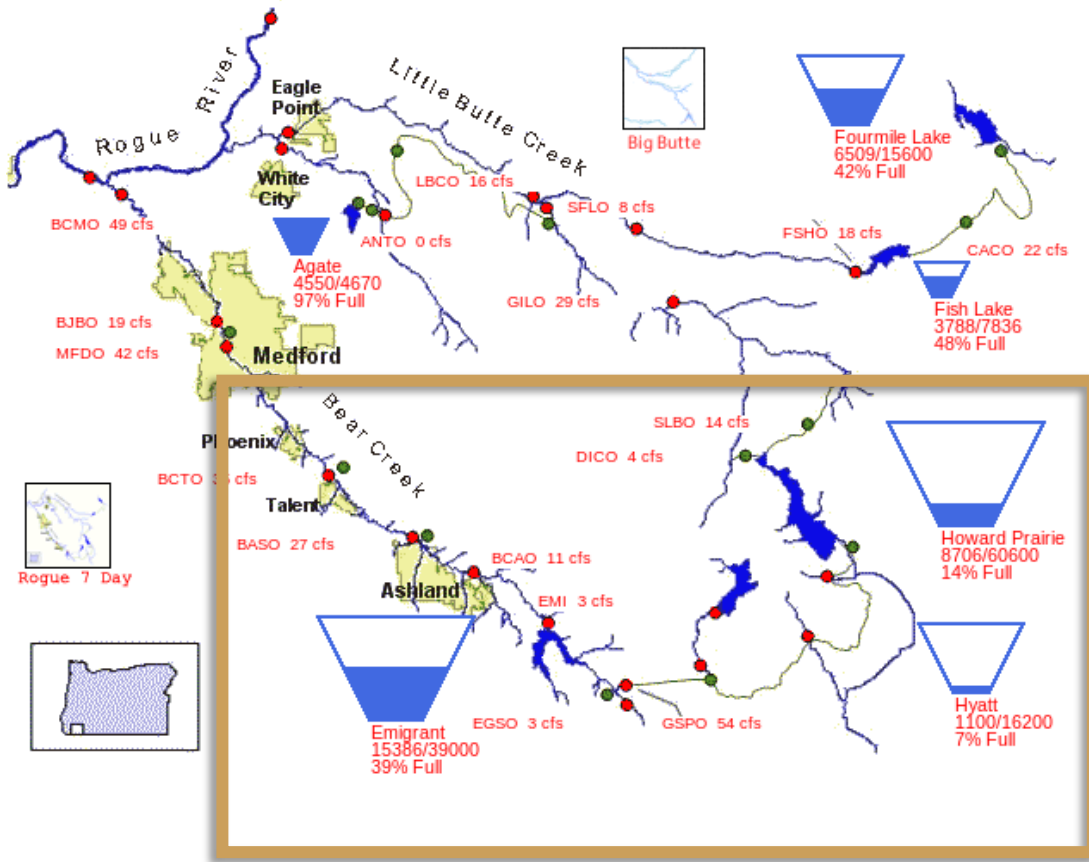 Rogue River
Eagle
Point
Little Butte Creek
Big Butte
Fourmile Lake
6509/15600
42% Full
White
City
LBCO 16 cfs
BCMO 49 cfs
SFLO 8 cfs
ANTO 0 cfs
FSHO 18 cfs
CACO 22 cfs
Agate
4550/4670
97% Full
GILO 29 cfs
Fish Lake
3788/7836
48% Full
BJBO 19 cfs
MFDO 42 cfs
Medford
Bear Creek
SLBO 14 cfs
Phoenix
DICO 4 cfs
BCTO cfs
Talent
Howard Prairie
8706/60600
14% Full
BASO 27 cfs
BCAO 11 cfs
Rogue 7 Day
Ashland
EMI 3 cfs
Hyatt
1100/16200
7% Full
EGSO 3 cfs
GSPO 54 cfs
Emigrant
15386/39000
39% Full